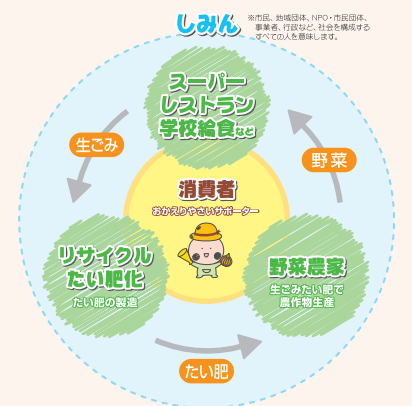 しみん
※市民、地域団体、NPO・市民団体、
事業者、行政など、社会を構成する
すべての人を意味します。
スーパー
レストラン
学校給食など
生ごみ
野菜
消費者
おかえりやさいサポーター
リサイクル
たい肥化
たい肥の製造
野菜農家
生ごみたい肥で
農作物生産
たい肥